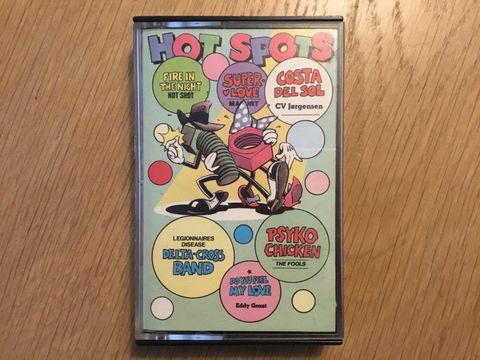 HOT SPOTS
FIRE IN
THE NIGHT
HOT SHOT
SUPER
LOVE
COSTA
DEL SOL
CV Jørgensen
LEGIONNAIRES
DISEASE
DELTA-CROSS
BAND
PSYKO
CHICKEN
THE FOOLS
DO YOU FEEL
MY LOVE
Eddy Grant